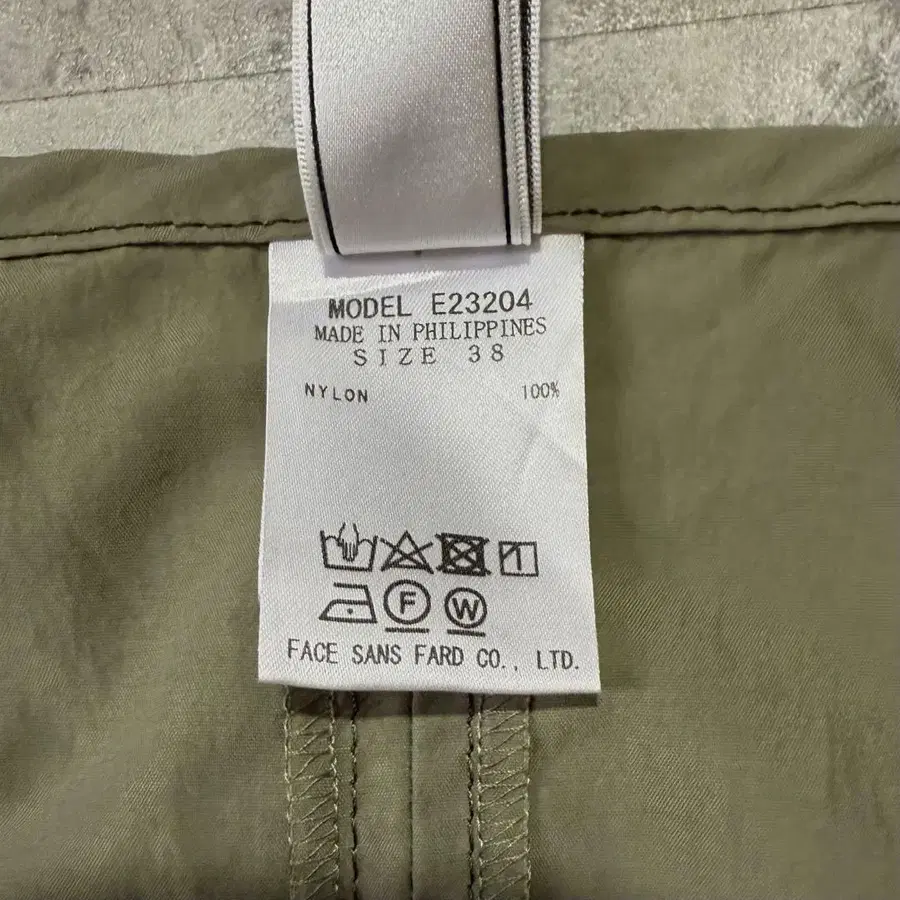 MODEL E23204
MADE IN PHILIPPINES
SIZE 38
NYLON 100%
F W
FACE SANS FARD CO., LTD.